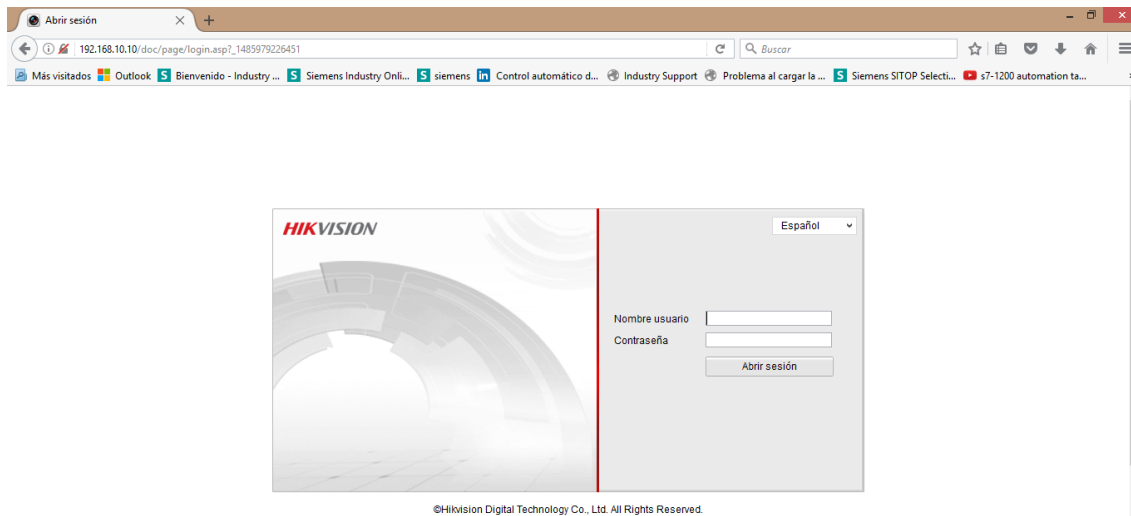 Abrir sesión
192.168.10.10/doc/page/login.asp?_1485979226451
Buscar
Más visitados Outlook Bienvenido - Industry ... Siemens Industry Onli... siemens Control automático d... Industry Support Problema al cargar la ... Siemens SITOP Selecti... s7-1200 automation ta...
HIKVISION
Español
Nombre usuario
Contraseña
Abrir sesión
©Hikvision Digital Technology Co., Ltd. All Rights Reserved.